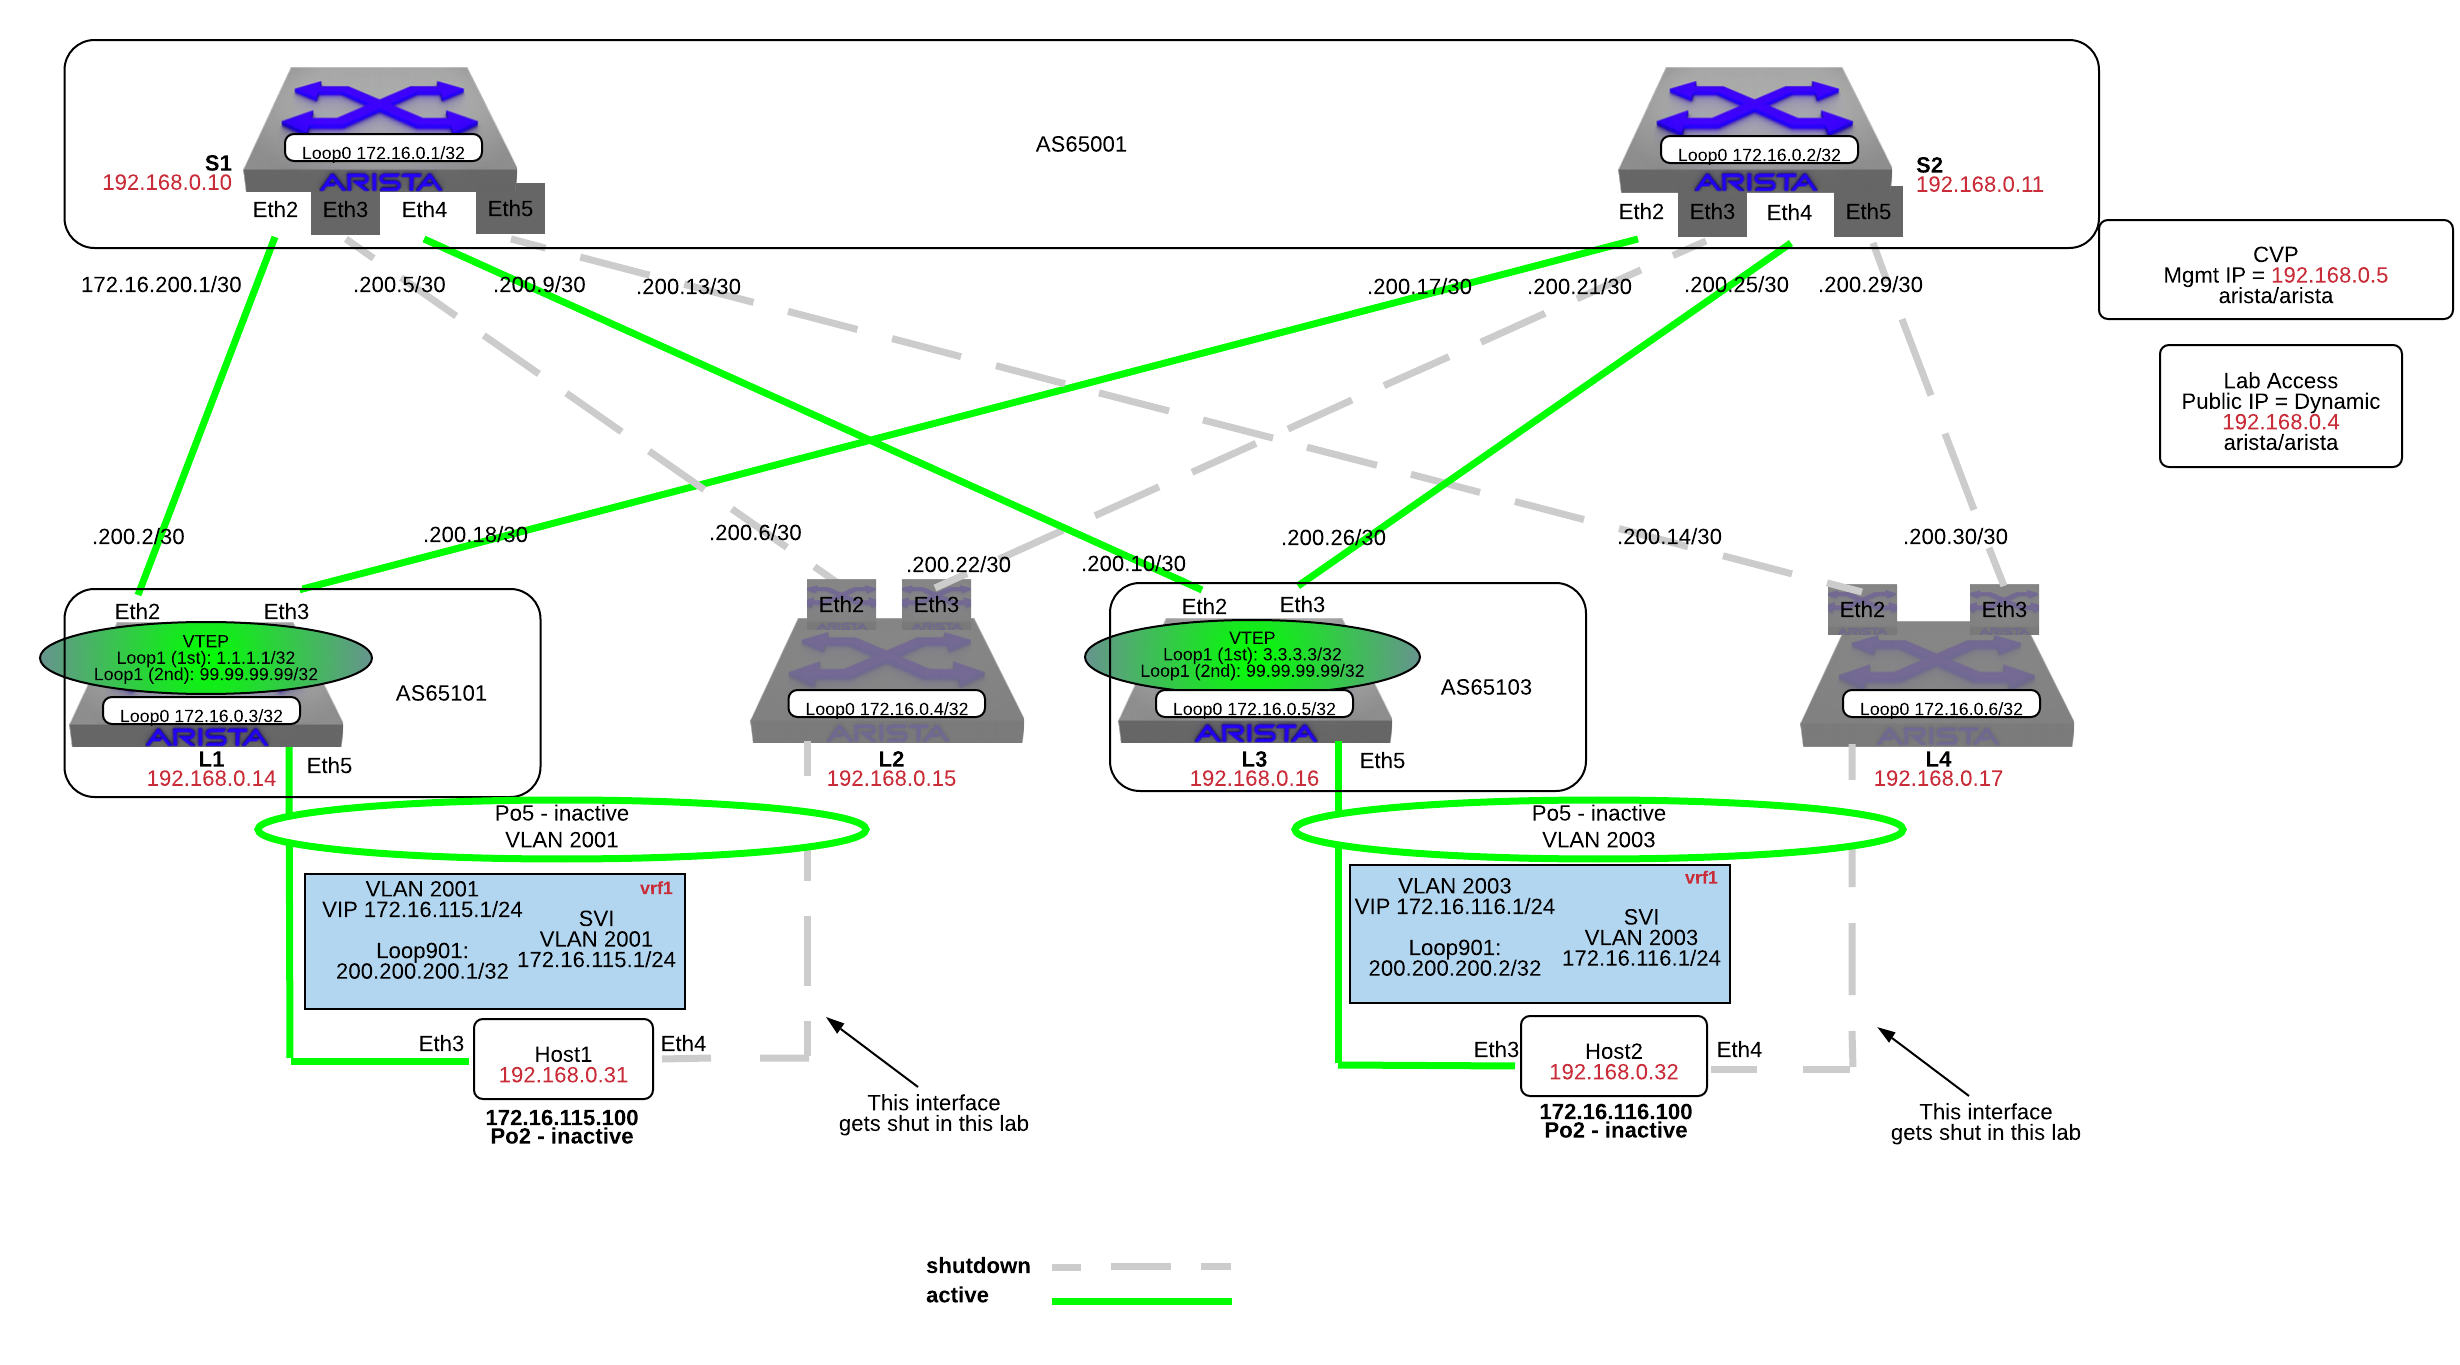 AS65001
Loop0 172.16.0.1/32
ARISTA
S1
192.168.0.10
Eth2
Eth3
Eth4
Eth5
Loop0 172.16.0.2/32
ARISTA
S2
192.168.0.11
Eth2
Eth3
Eth4
Eth5
CVP
Mgmt IP = 192.168.0.5
arista/arista
Lab Access
Public IP = Dynamic
192.168.0.4
arista/arista
172.16.200.1/30
.200.5/30
.200.9/30
.200.13/30
.200.17/30
.200.21/30
.200.25/30
.200.29/30
.200.2/30
.200.18/30
.200.6/30
.200.22/30
.200.10/30
.200.26/30
.200.14/30
.200.30/30
Eth2
Eth3
VTEP
Loop1 (1st): 1.1.1.1/32
Loop1 (2nd): 99.99.99.99/32
AS65101
Loop0 172.16.0.3/32
ARISTA
L1
192.168.0.14
Eth5
Eth2
Eth3
ARISTA
ARISTA
Loop0 172.16.0.4/32
ARISTA
L2
192.168.0.15
Eth2
Eth3
VTEP
Loop1 (1st): 3.3.3.3/32
Loop1 (2nd): 99.99.99.99/32
AS65103
Loop0 172.16.0.5/32
ARISTA
L3
192.168.0.16
Eth5
Eth2
Eth3
ARISTA
ARISTA
Loop0 172.16.0.6/32
ARISTA
L4
192.168.0.17
Po5 - inactive
VLAN 2001
Po5 - inactive
VLAN 2003
VLAN 2001
VIP 172.16.115.1/24
Loop901:
200.200.200.1/32
vrf1
SVI
VLAN 2001
172.16.115.1/24
VLAN 2003
VIP 172.16.116.1/24
Loop901:
200.200.200.2/32
vrf1
SVI
VLAN 2003
172.16.116.1/24
Eth3
Host1
192.168.0.31
Eth4
172.16.115.100
Po2 - inactive
This interface
gets shut in this lab
Eth3
Host2
192.168.0.32
Eth4
172.16.116.100
Po2 - inactive
This interface
gets shut in this lab
shutdown
active